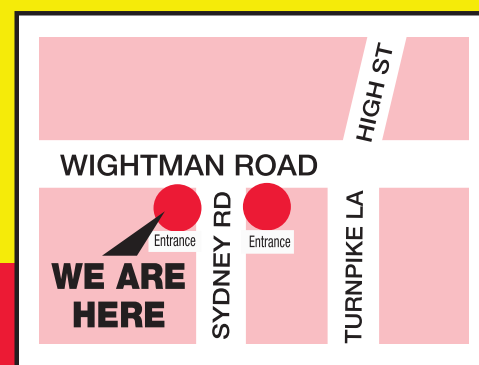 HIGH ST
WIGHTMAN ROAD
Entrance
SYDNEY RD
Entrance
TURNPIKE LA
WE ARE
HERE